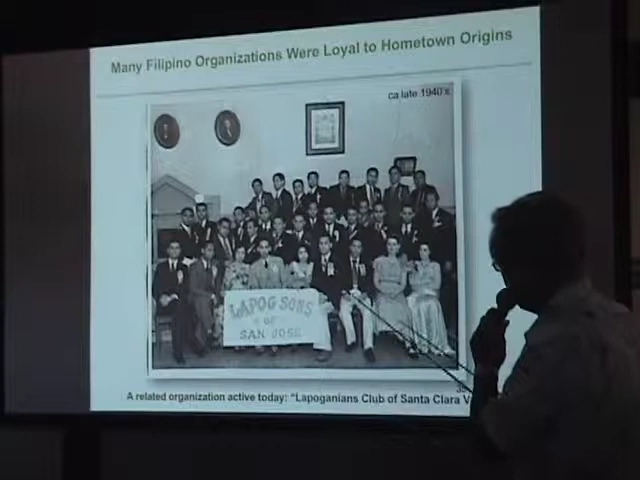 Many Filipino Organizations Were Loyal to Hometown Origins
ca late 1940's
LAPOG SONS
OF
SAN JOSE
A related organization active today: "Lapoganians Club of Santa Clara V